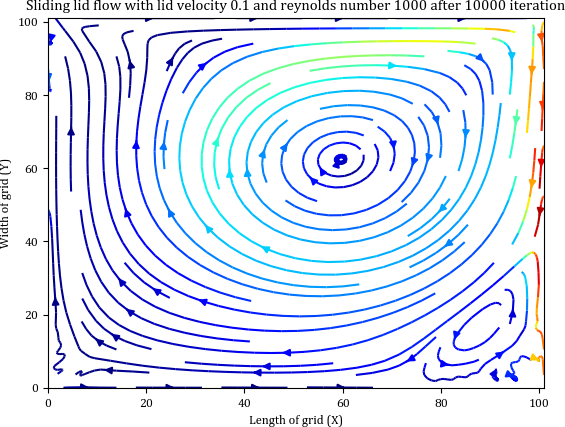 Sliding lid flow with lid velocity 0.1 and reynolds number 1000 after 10000 iteration
100
80
60
40
20
0
Width of grid (Y)
0 20 40 60 80 100
Length of grid (X)